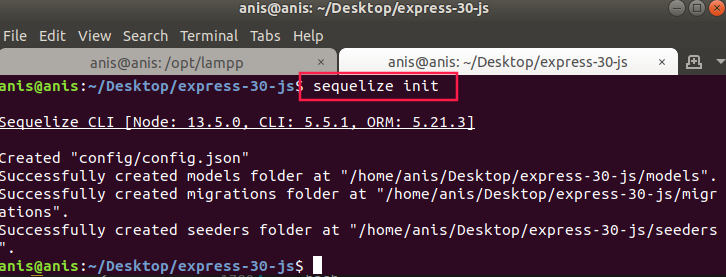 anis@anis: ~/Desktop/express-30-js
File Edit View Search Terminal Tabs Help
anis@anis: /opt/lampp × anis@anis: ~/Desktop/express-30-js ×
anis@anis:~/Desktop/express-30-js$ sequelize init
Sequelize CLI [Node: 13.5.0, CLI: 5.5.1, ORM: 5.21.3]
Created "config/config.json"
Successfully created models folder at "/home/anis/Desktop/express-30-js/models".
Successfully created migrations folder at "/home/anis/Desktop/express-30-js/migr
ations".
Successfully created seeders folder at "/home/anis/Desktop/express-30-js/seeders
".
anis@anis:~/Desktop/express-30-js$